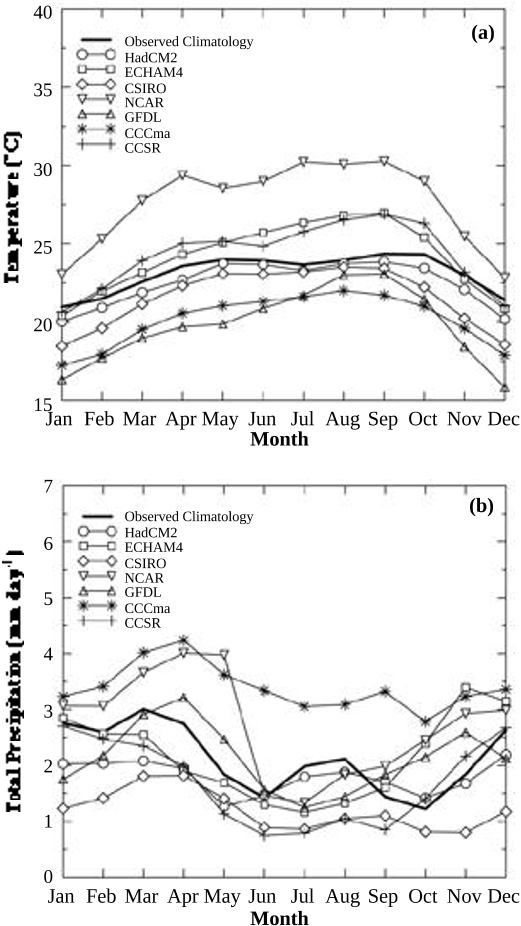 40
(a)
Observed Climatology
HadCM2
ECHAM4
35
CSIRO
NCAR
GFDL
CCCma
CCSR
30
Temperature (°C)
25
20
15
Jan Feb Mar Apr May Jun Jul Aug Sep Oct Nov Dec
Month
7
(b)
Observed Climatology
HadCM2
6
ECHAM4
CSIRO
NCAR
GFDL
5
CCCma
CCSR
4
Total Precipitation (mm day⁻¹)
3
2
1
0
Jan Feb Mar Apr May Jun Jul Aug Sep Oct Nov Dec
Month